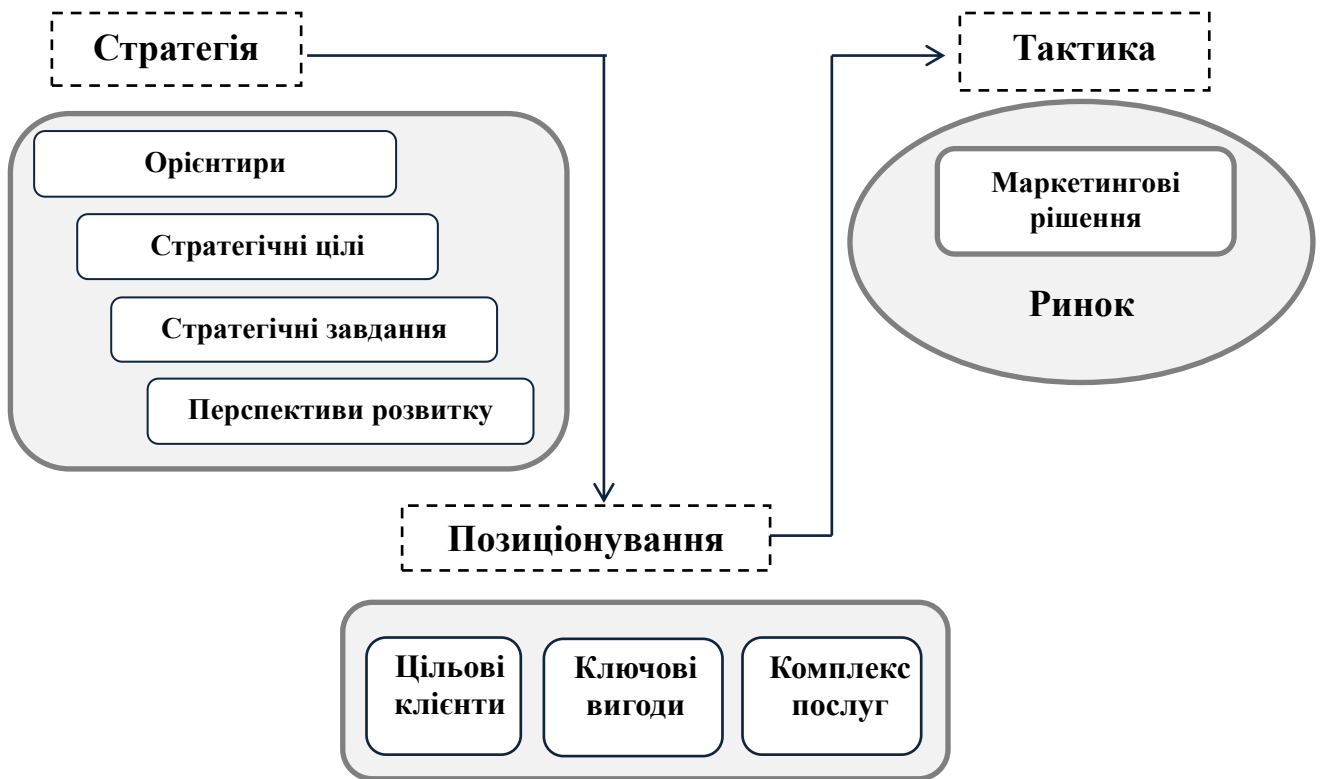 Стратегія
Орієнтири
Стратегічні цілі
Стратегічні завдання
Перспективи розвитку
Позиціонування
Цільові
клієнти
Ключові
вигоди
Комплекс
послуг
Тактика
Маркетингові
рішення
Ринок